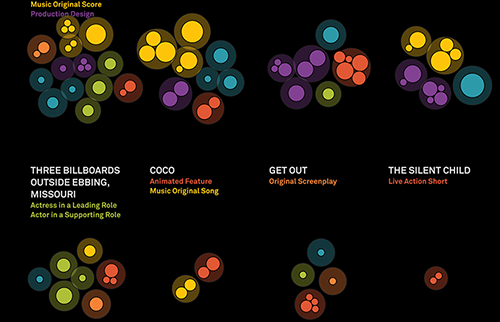 Music Original Score
Production Design
THREE BILLBOARDS
OUTSIDE EBBING,
MISSOURI
Actress in a Leading Role
Actor in a Supporting Role
COCO
Animated Feature
Music Original Song
GET OUT
Original Screenplay
THE SILENT CHILD
Live Action Short